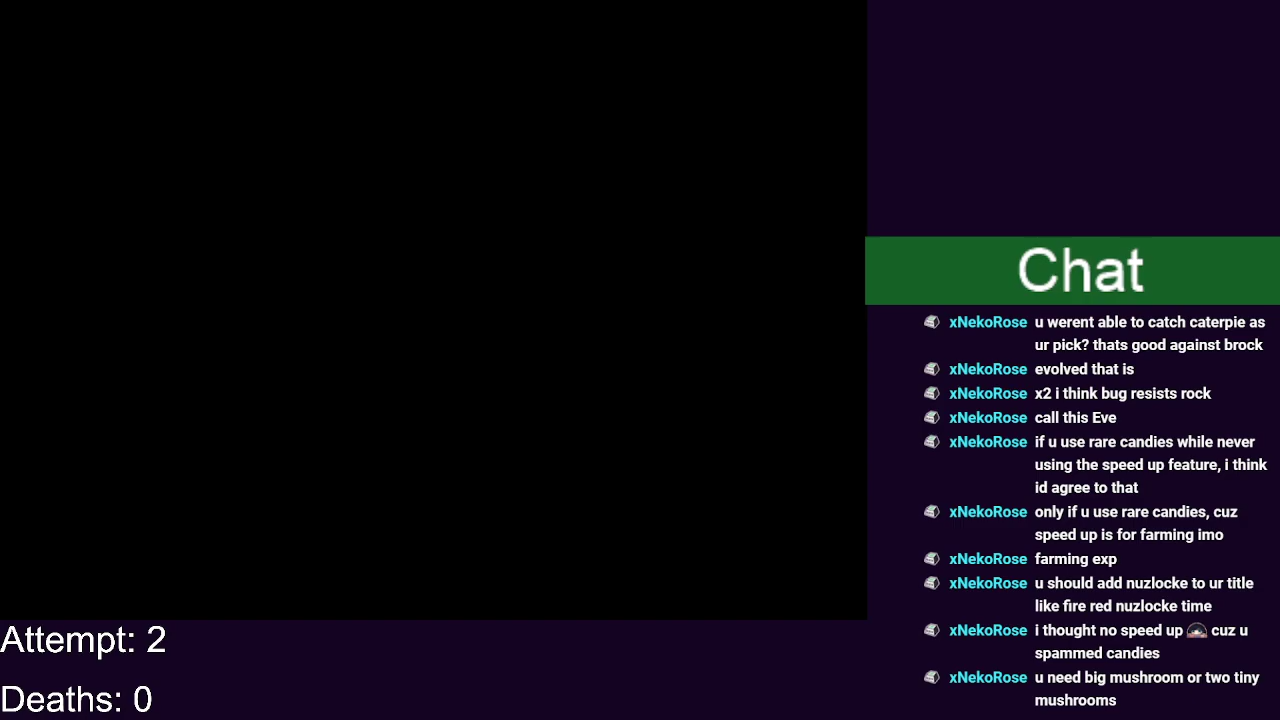 Chat
xNekoRose u werent able to catch caterpie as
ur pick? thats good against brock
xNekoRose evolved that is
xNekoRose x2 i think bug resists rock
xNekoRose call this Eve
xNekoRose if u use rare candies while never
using the speed up feature, i think
id agree to that
xNekoRose only if u use rare candies, cuz
speed up is for farming imo
xNekoRose farming exp
xNekoRose u should add nuzlocke to ur title
like fire red nuzlocke time
xNekoRose i thought no speed up cuz u
spammed candies
xNekoRose u need big mushroom or two tiny
mushrooms
Attempt: 2
Deaths: 0